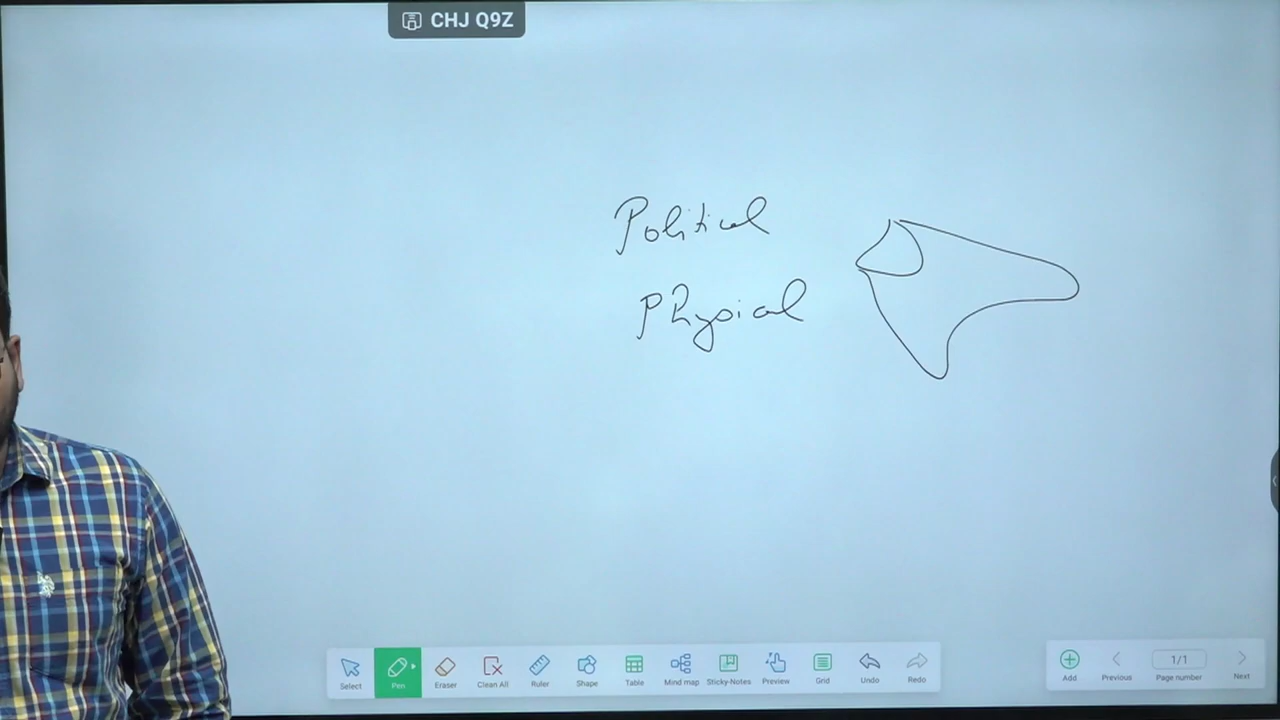 CHJ Q9Z
Political
Physical
Select Pen Eraser Clean All Ruler Shape Table Mind map Sticky-Notes Preview Grid Undo Redo
Add Previous 1/1 Page number Next